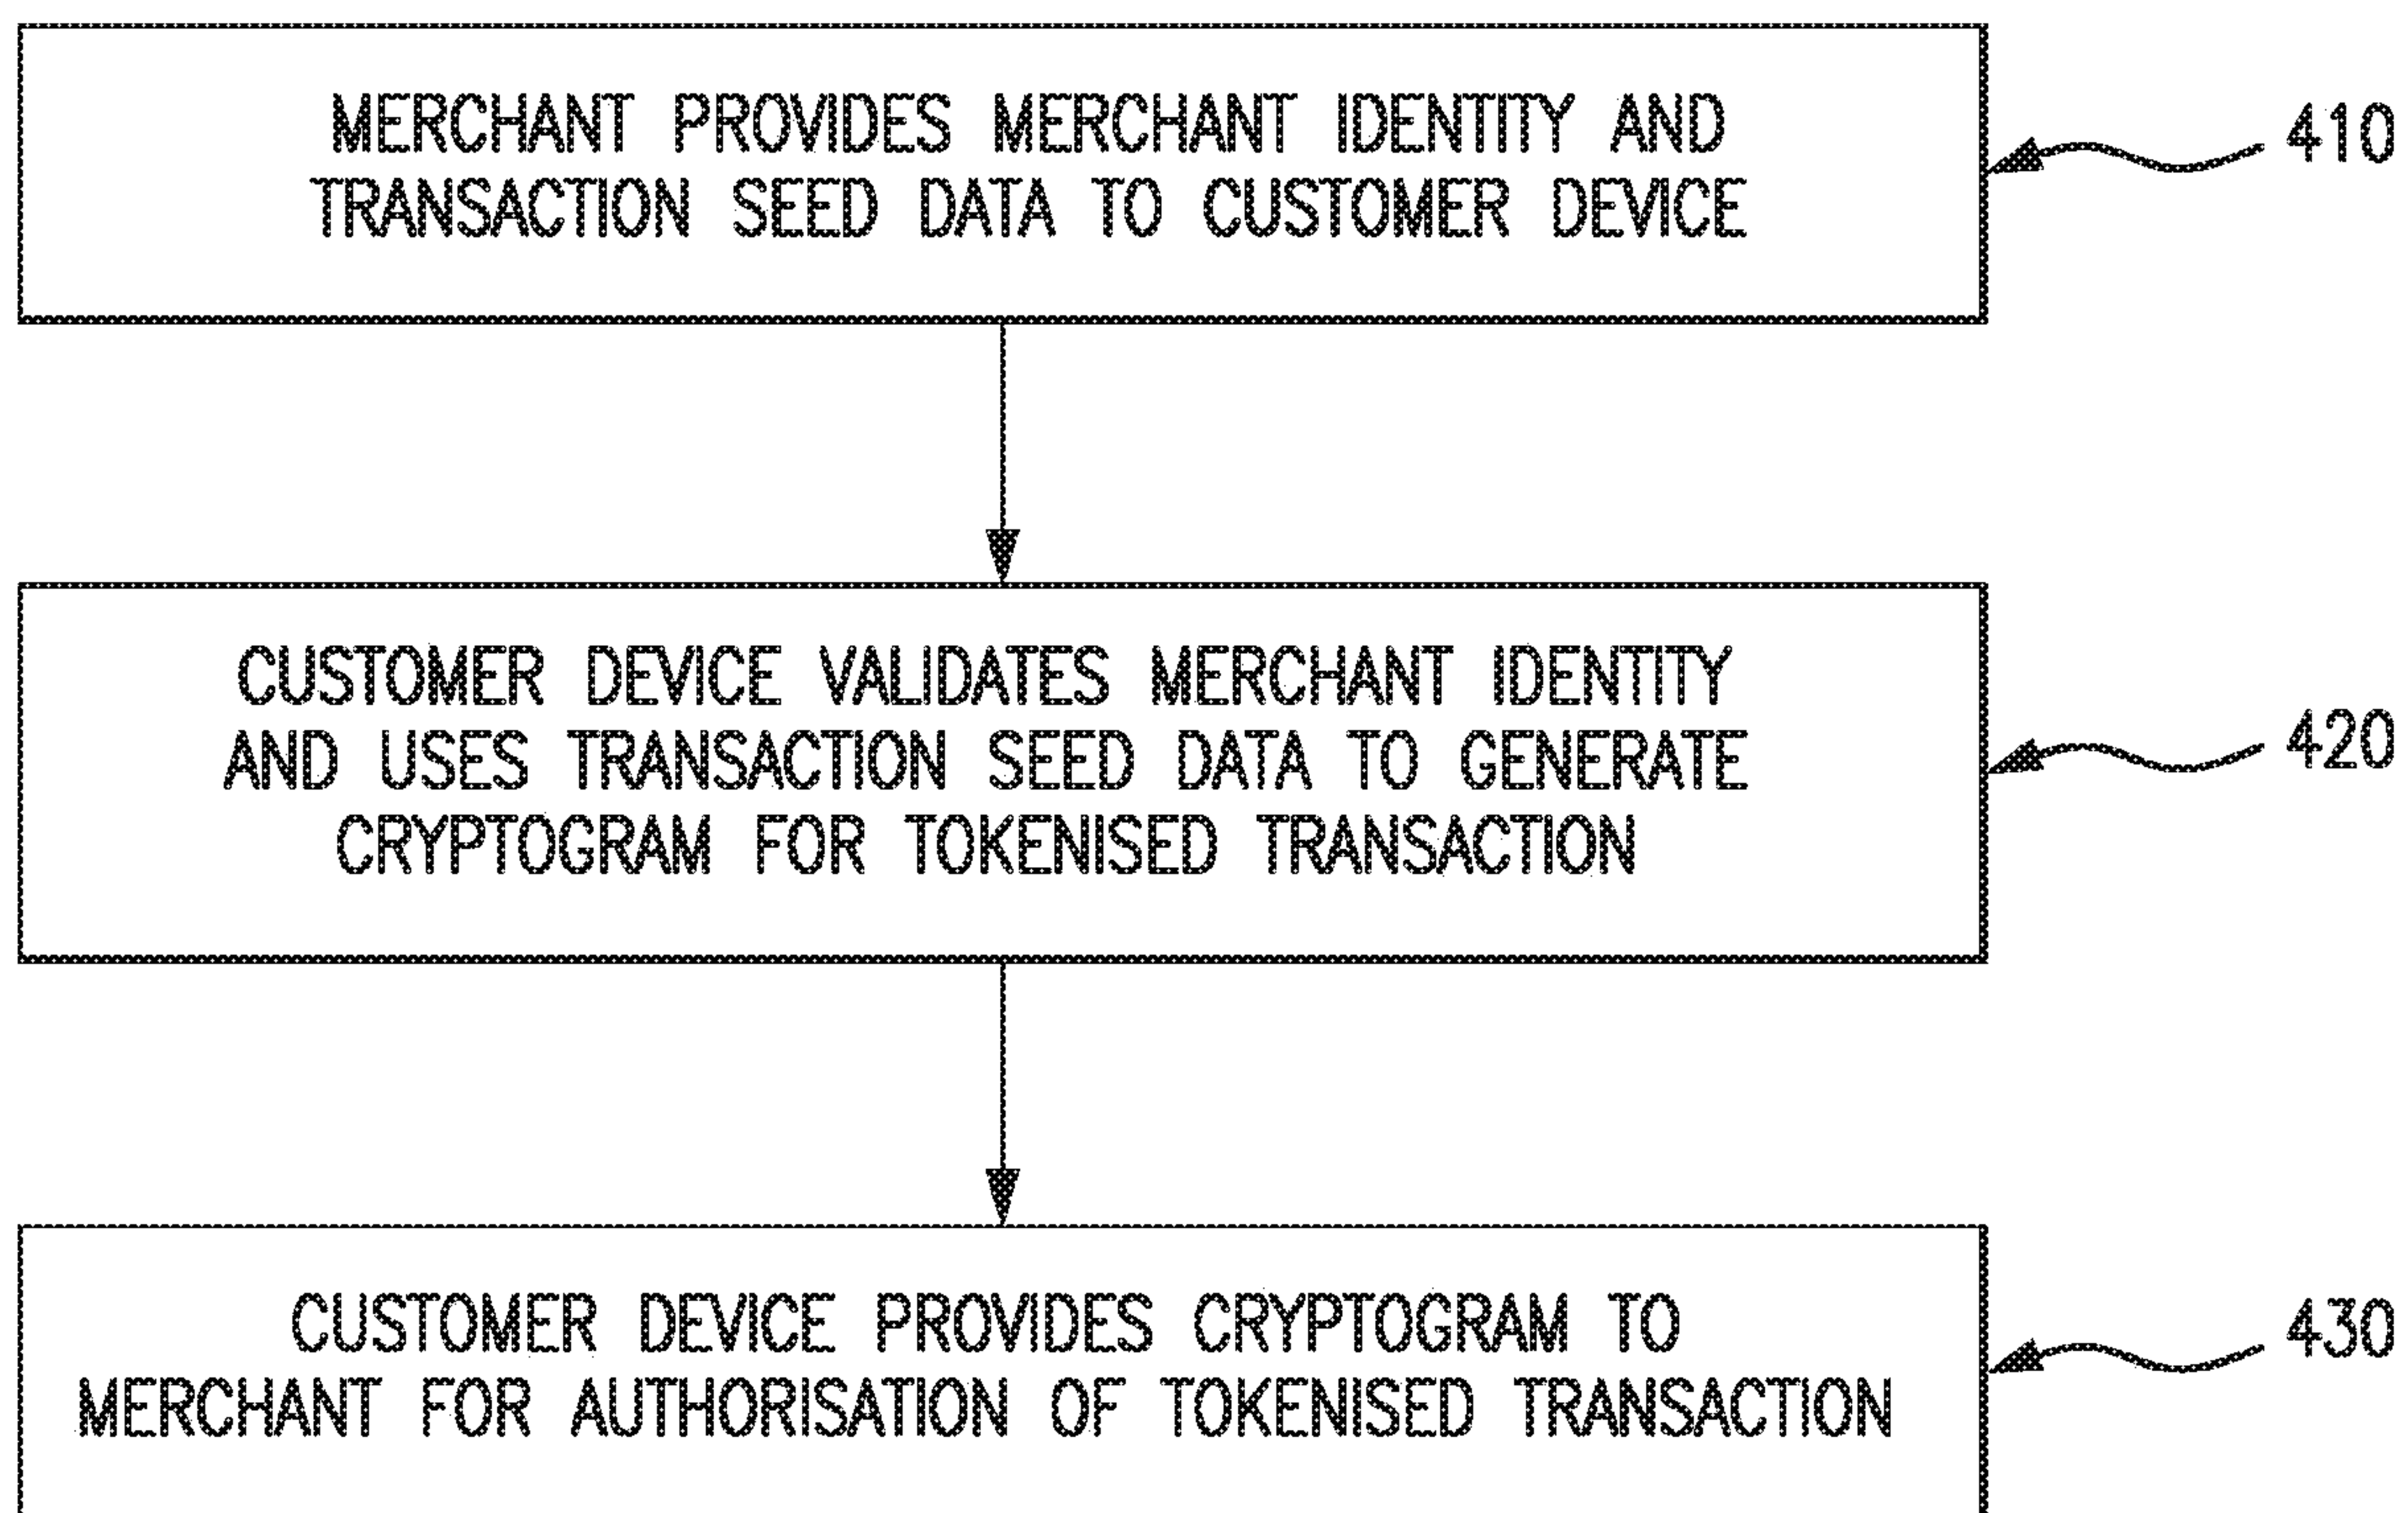 MERCHANT PROVIDES MERCHANT IDENTITY AND
TRANSACTION SEED DATA TO CUSTOMER DEVICE
410
CUSTOMER DEVICE VALIDATES MERCHANT IDENTITY
AND USES TRANSACTION SEED DATA TO GENERATE
CRYPTOGRAM FOR TOKENISED TRANSACTION
420
CUSTOMER DEVICE PROVIDES CRYPTOGRAM TO
MERCHANT FOR AUTHORISATION OF TOKENISED TRANSACTION
430